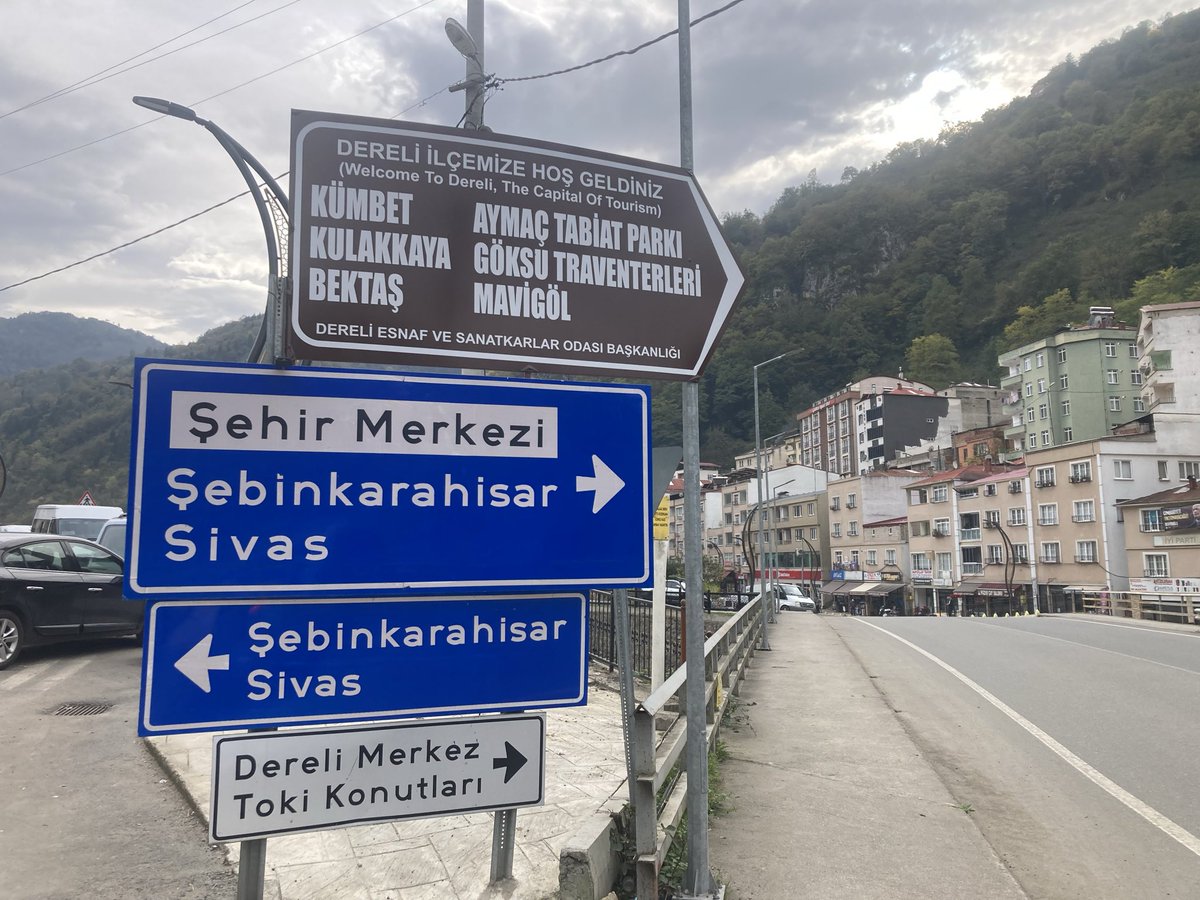 DERELİ İLÇEMİZE HOŞ GELDİNİZ
(Welcome To Dereli, The Capital Of Tourism)
KÜMBET
KULAKKAYA
BEKTAŞ
AYMAÇ TABİAT PARKI
GÖKSU TRAVENTERLERİ
MAVİGÖL
DERELİ ESNAF VE SANATKARLAR ODASI BAŞKANLIĞI
Şehir Merkezi
Şebinkarahisar
Sivas
Şebinkarahisar
Sivas
Dereli Merkez
Toki Konutları
İYİ PARTİ